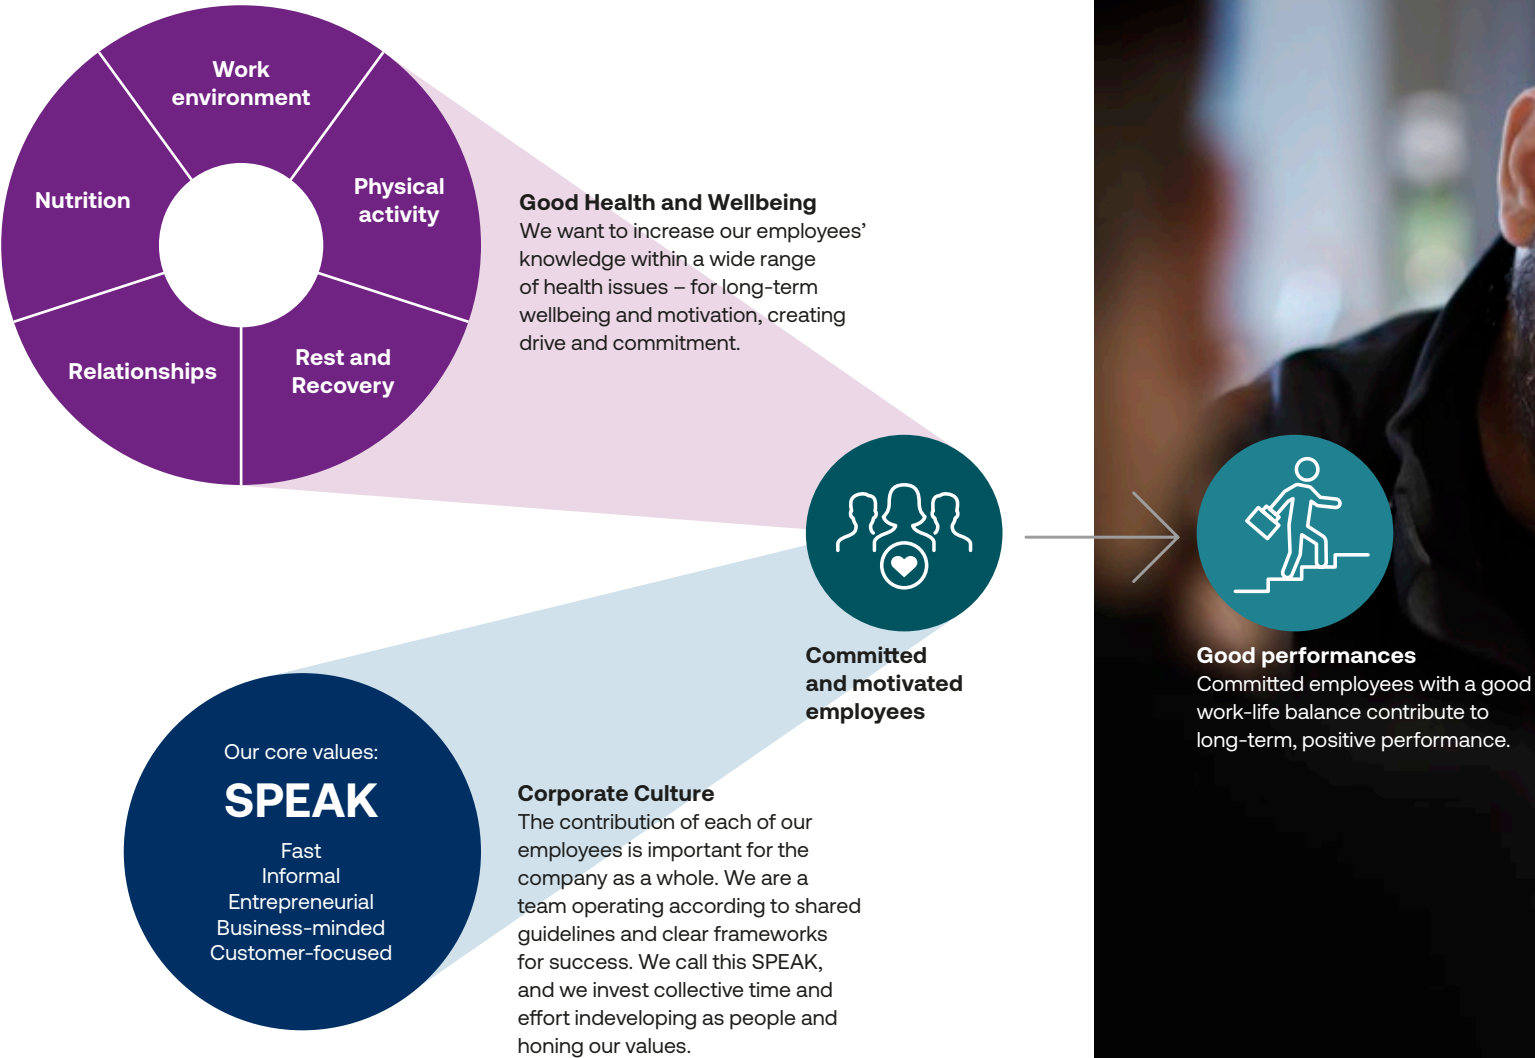 Work
environment
Nutrition
Physical
activity
Relationships
Rest and
Recovery
Good Health and Wellbeing
We want to increase our employees’
knowledge within a wide range
of health issues – for long-term
wellbeing and motivation, creating
drive and commitment.
Committed
and motivated
employees
Good performances
Committed employees with a good
work-life balance contribute to
long-term, positive performance.
Our core values:
SPEAK
Fast
Informal
Entrepreneurial
Business-minded
Customer-focused
Corporate Culture
The contribution of each of our
employees is important for the
company as a whole. We are a
team operating according to shared
guidelines and clear frameworks
for success. We call this SPEAK,
and we invest collective time and
effort indeveloping as people and
honing our values.